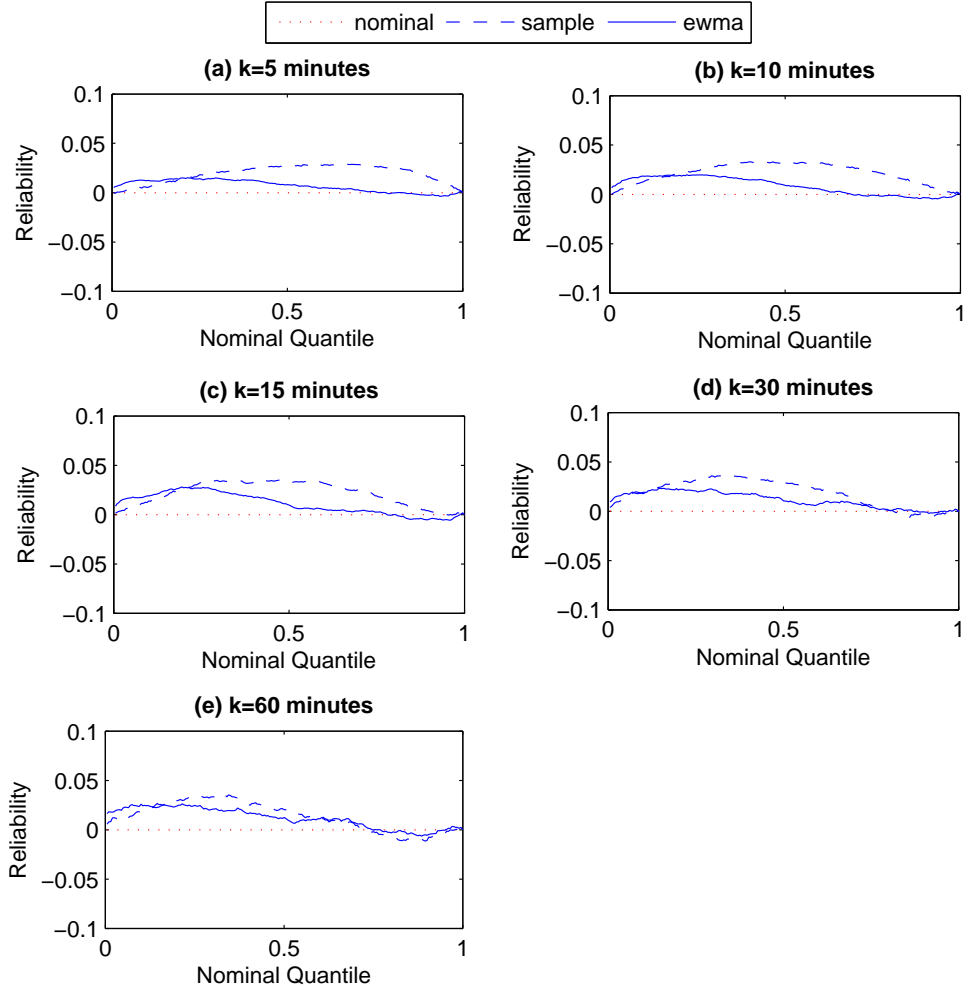 nominal sample ewma
(a) k=5 minutes
0.1
0.05
0
−0.05
−0.1
Reliability
0 0.5 1
Nominal Quantile
(b) k=10 minutes
0.1
0.05
0
−0.05
−0.1
Reliability
0 0.5 1
Nominal Quantile
(c) k=15 minutes
0.1
0.05
0
−0.05
−0.1
Reliability
0 0.5 1
Nominal Quantile
(d) k=30 minutes
0.1
0.05
0
−0.05
−0.1
Reliability
0 0.5 1
Nominal Quantile
(e) k=60 minutes
0.1
0.05
0
−0.05
−0.1
Reliability
0 0.5 1
Nominal Quantile